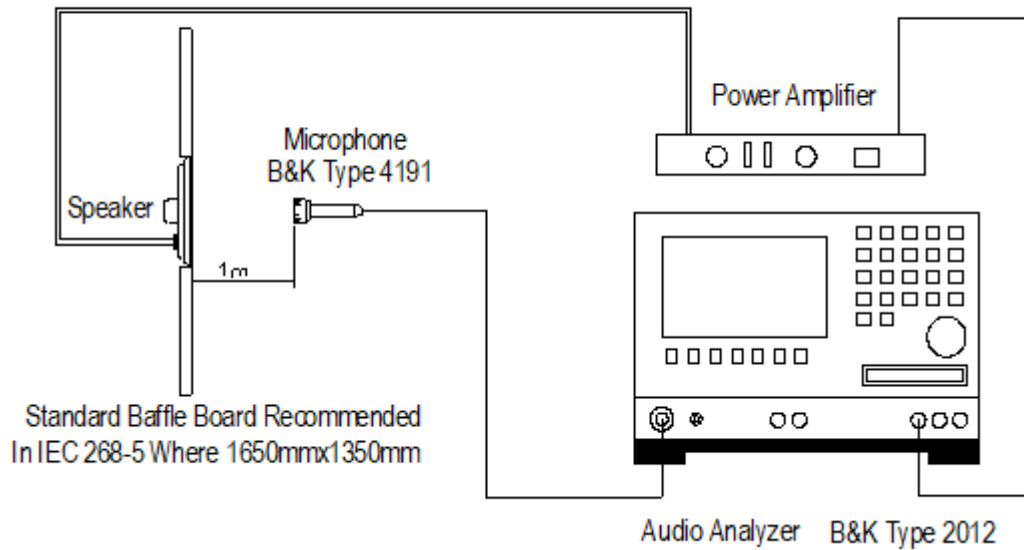 Power Amplifier
Microphone
B&K Type 4191
Speaker
1m
Standard Baffle Board Recommended
In IEC 268-5 Where 1650mmx1350mm
Audio Analyzer B&K Type 2012